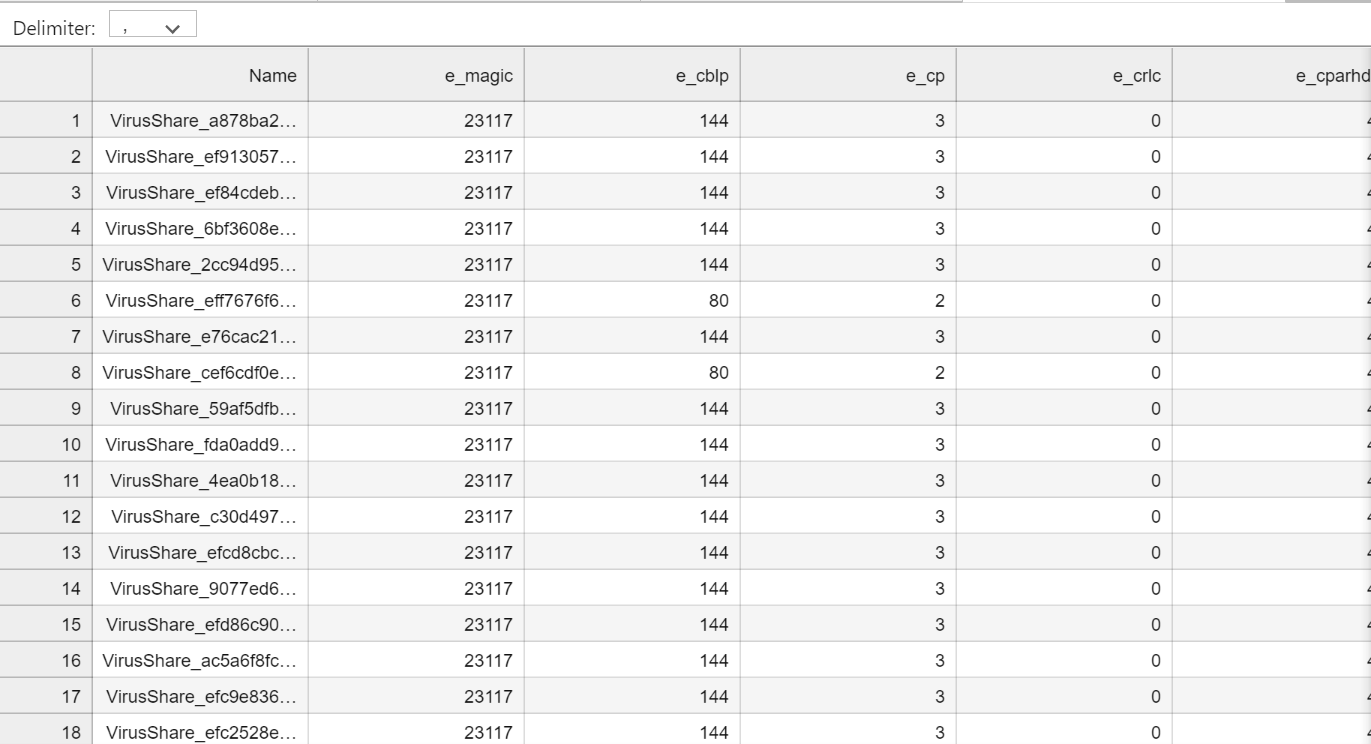 Delimiter: ,
Name e_magic e_cblp e_cp e_crlc e_cparhd
1 VirusShare_a878ba2... 23117 144 3 0
2 VirusShare_ef913057... 23117 144 3 0
3 VirusShare_ef84cdeb... 23117 144 3 0
4 VirusShare_6bf3608e... 23117 144 3 0
5 VirusShare_2cc94d95... 23117 144 3 0
6 VirusShare_eff7676f6... 23117 80 2 0
7 VirusShare_e76cac21... 23117 144 3 0
8 VirusShare_cef6cdf0e... 23117 80 2 0
9 VirusShare_59af5dfb... 23117 144 3 0
10 VirusShare_fda0add9... 23117 144 3 0
11 VirusShare_4ea0b18... 23117 144 3 0
12 VirusShare_c30d497... 23117 144 3 0
13 VirusShare_efcd8cbc... 23117 144 3 0
14 VirusShare_9077ed6... 23117 144 3 0
15 VirusShare_efd86c90... 23117 144 3 0
16 VirusShare_ac5a6f8fc... 23117 144 3 0
17 VirusShare_efc9e836... 23117 144 3 0
18 VirusShare_efc2528e... 23117 144 3 0